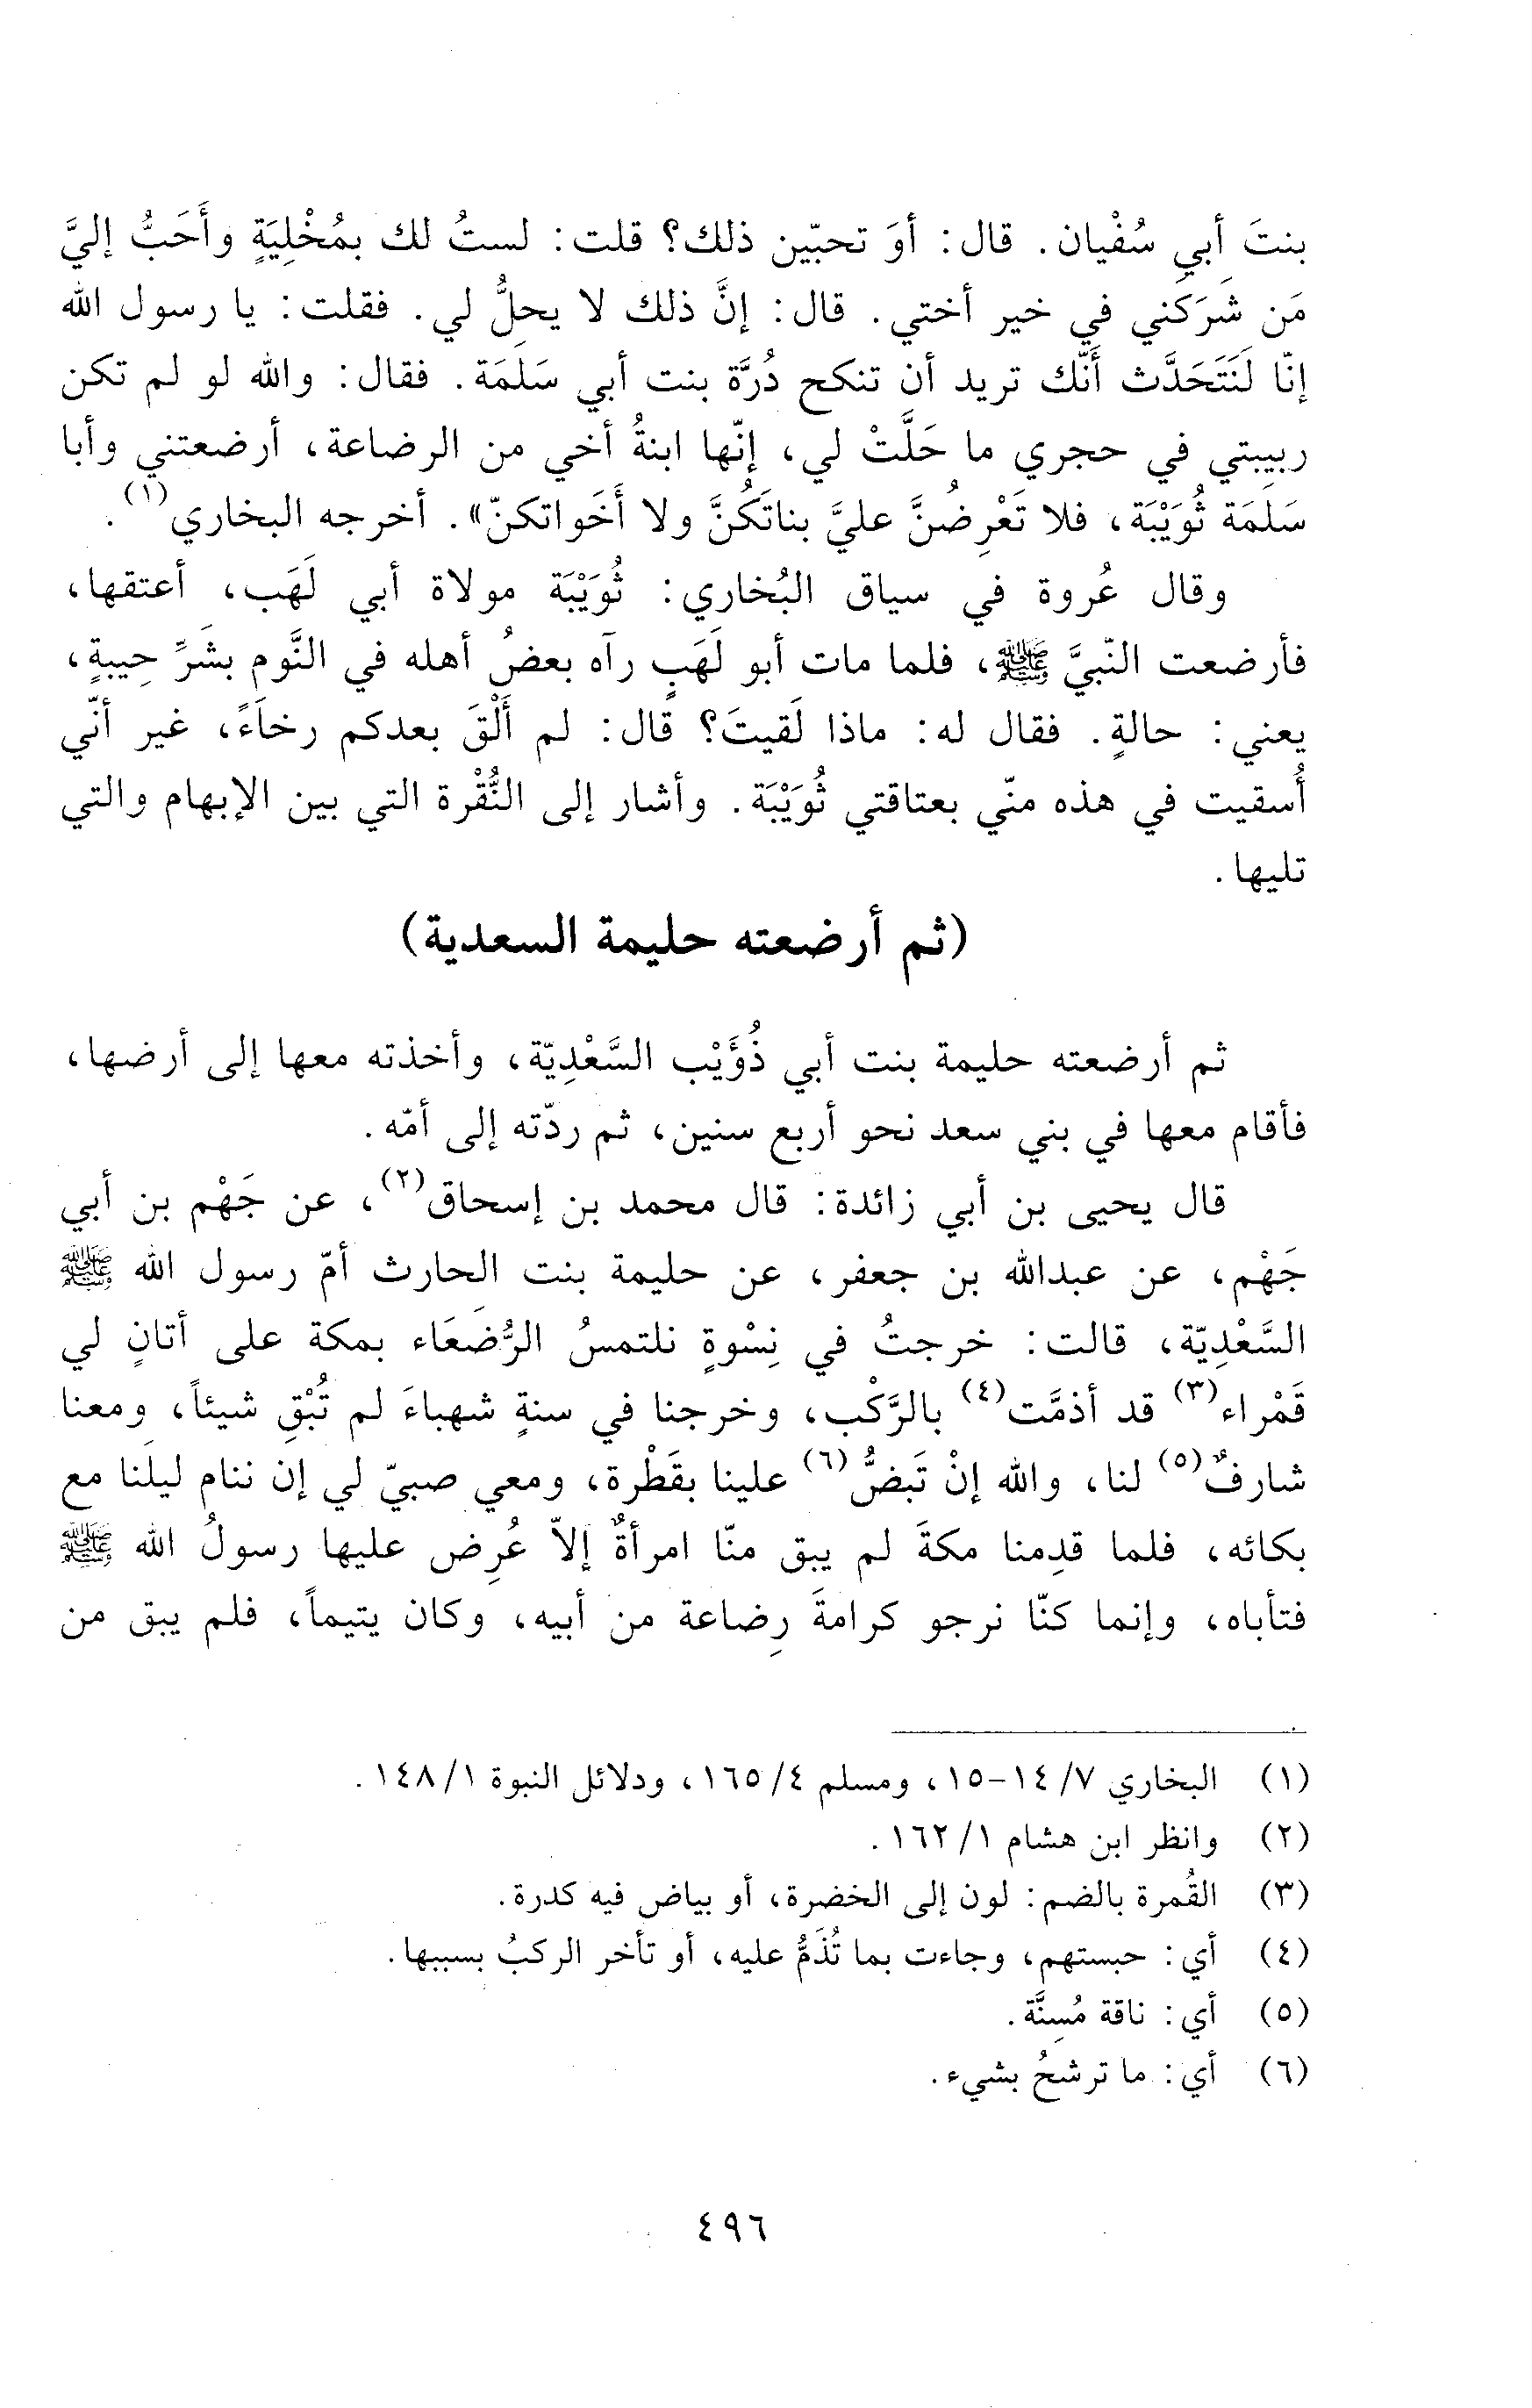 بنتَ أبي سُفْيان. قال: أوَ تحبّين ذلك؟ قلت: لستُ لك بمُخْلِيَةٍ وأَحَبُّ إليَّ
مَن شَرَكَني في خير أختي. قال: إنَّ ذلك لا يحِلُّ لي. فقلت: يا رسول الله
إنّا لَنَتَحَدَّث أَنّك تريد أن تنكح دُرَّة بنت أبي سَلَمَة. فقال: والله لو لم تكن
ربيبتي في حجري ما حَلَّتْ لي، إنّها ابنةُ أخي من الرضاعة، أرضعتني وأبا
سَلَمَة ثُوَيْبَة، فلا تَعْرِضُنَّ عليَّ بناتَكُنَّ ولا أَخَواتكنّ». أخرجه البخاري(١).
وقال عُروة في سياق البُخاري: ثُوَيْبَة مولاة أبي لَهَب، أعتقها،
فأرضعت النّبيَّ ﷺ، فلما مات أبو لَهَبٍ رآه بعضُ أهله في النَّوم بشَرِّ حِيبةٍ،
يعني: حالةٍ. فقال له: ماذا لَقيتَ؟ قال: لم أَلْقَ بعدكم رخاَءً، غير أنّي
أُسقيت في هذه منّي بعتاقتي ثُوَيْبَة. وأشار إلى النُّقْرة التي بين الإبهام والتي
تليها.
(ثم أرضعته حليمة السعدية)
ثم أرضعته حليمة بنت أبي ذُؤَيْب السَّعْدِيّة، وأخذته معها إلى أرضها،
فأقام معها في بني سعد نحو أربع سنين، ثم ردّته إلى أمّه.
قال يحيى بن أبي زائدة: قال محمد بن إسحاق(٢)، عن جَهْم بن أبي
جَهْم، عن عبدالله بن جعفر، عن حليمة بنت الحارث أمّ رسول الله ﷺ
السَّعْدِيّة، قالت: خرجتُ في نِسْوةٍ نلتمسُ الرُّضَعَاء بمكة على أتانٍ لي
قَمْراء(٣) قد أذمَّت(٤) بالرَّكْب، وخرجنا في سنةٍ شهباءَ لم تُبْقِ شيئاً، ومعنا
شارفٌ(٥) لنا، والله إنْ تَبضُّ(٦) علينا بقَطْرة، ومعي صبيّ لي إن ننام ليلَنا مع
بكائه، فلما قدِمنا مكةَ لم يبق منّا امرأةٌ إلاّ عُرِض عليها رسولُ الله ﷺ
فتأباه، وإنما كنّا نرجو كرامةَ رِضاعة من أبيه، وكان يتيماً، فلم يبق من
(١) البخاري ٧/ ١٤-١٥، ومسلم ٤/ ١٦٥، ودلائل النبوة ١/ ١٤٨.
(٢) وانظر ابن هشام ١/ ١٦٢.
(٣) القُمرة بالضم: لون إلى الخضرة، أو بياض فيه كدرة.
(٤) أي: حبستهم، وجاءت بما تُذَمُّ عليه، أو تأخر الركبُ بسببها.
(٥) أي: ناقة مُسِنَّة.
(٦) أي: ما ترشحُ بشيء.
٤٩٦